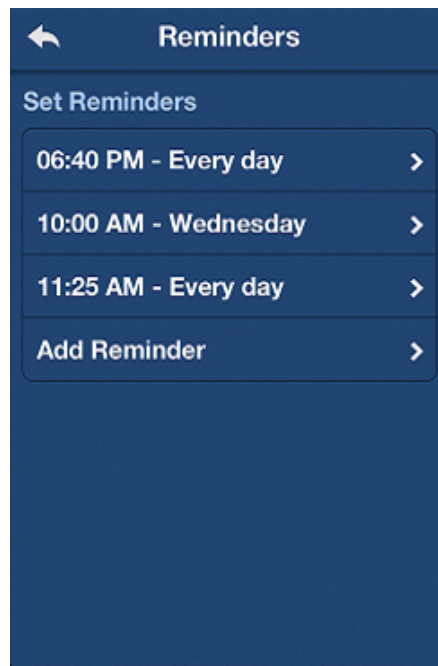 Reminders
Set Reminders
06:40 PM - Every day
10:00 AM - Wednesday
11:25 AM - Every day
Add Reminder